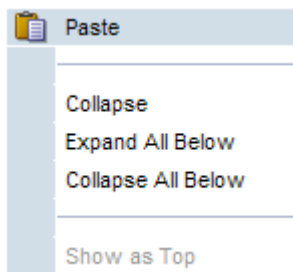 Paste
Collapse
Expand All Below
Collapse All Below
Show as Top